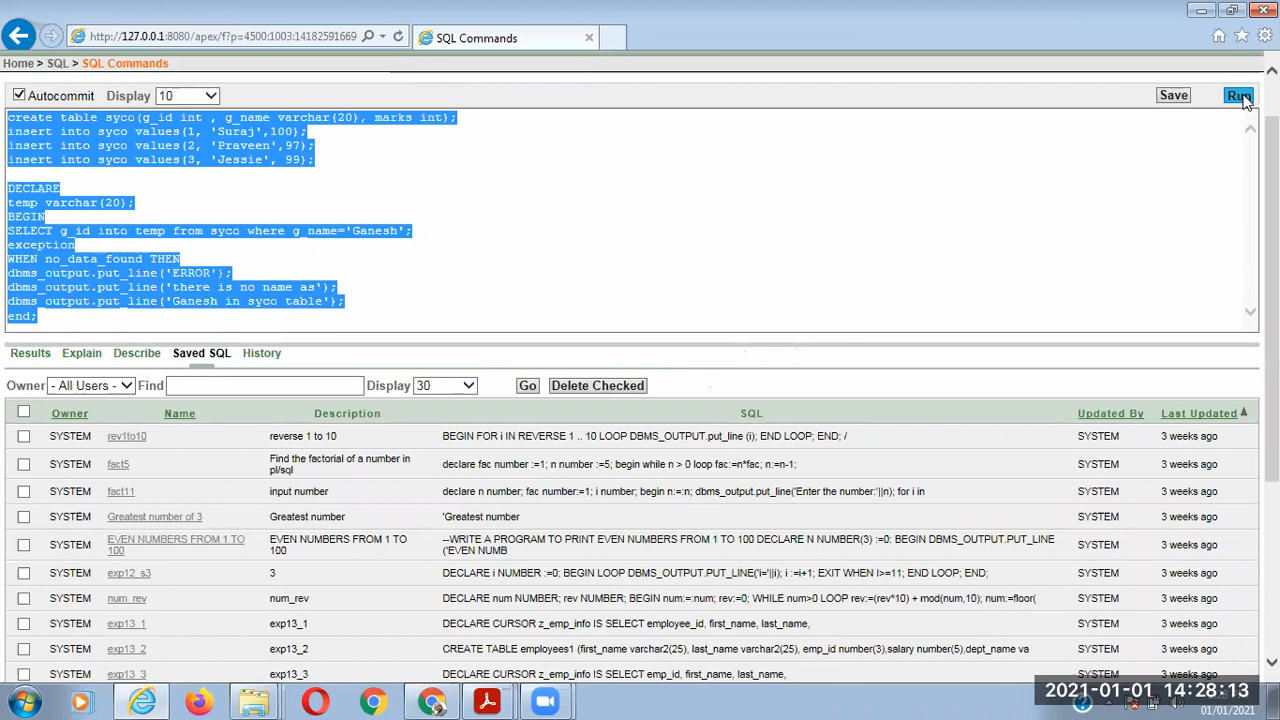 http://127.0.0.1:8080/apex/f?p=4500:1003:14182591669
SQL Commands
Home > SQL > SQL Commands
Autocommit Display 10 Save Run
create table syco(g_id int , g_name varchar(20), marks int);
insert into syco values(1, 'Suraj',100);
insert into syco values(2, 'Praveen',97);
insert into syco values(3, 'Jessie', 99);
DECLARE
temp varchar(20);
BEGIN
SELECT g_id into temp from syco where g_name='Ganesh';
exception
WHEN no_data_found THEN
dbms_output.put_line('ERROR');
dbms_output.put_line('there is no name as');
dbms_output.put_line('Ganesh in syco table');
end;
Results Explain Describe Saved SQL History
Owner - All Users - Find Display 30 Go Delete Checked
Owner Name Description SQL Updated By Last Updated
SYSTEM rev1to10 reverse 1 to 10 BEGIN FOR i IN REVERSE 1 .. 10 LOOP DBMS_OUTPUT.put_line (i); END LOOP; END; / SYSTEM 3 weeks ago
SYSTEM fact5 Find the factorial of a number in pl/sql declare fac number :=1; n number :=5; begin while n > 0 loop fac:=n*fac; n:=n-1; SYSTEM 3 weeks ago
SYSTEM fact11 input number declare n number; fac number:=1; i number; begin n:=:n; dbms_output.put_line('Enter the number:'||n); for i in SYSTEM 3 weeks ago
SYSTEM Greatest number of 3 Greatest number 'Greatest number SYSTEM 3 weeks ago
SYSTEM EVEN NUMBERS FROM 1 TO 100 EVEN NUMBERS FROM 1 TO 100 --WRITE A PROGRAM TO PRINT EVEN NUMBERS FROM 1 TO 100 DECLARE N NUMBER(3) :=0; BEGIN DBMS_OUTPUT.PUT_LINE ('EVEN NUMB SYSTEM 3 weeks ago
SYSTEM exp12_s3 3 DECLARE i NUMBER :=0; BEGIN LOOP DBMS_OUTPUT.PUT_LINE('i='||i); i :=i+1; EXIT WHEN i>=11; END LOOP; END; SYSTEM 3 weeks ago
SYSTEM num_rev num_rev DECLARE num NUMBER; rev NUMBER; BEGIN num:=:num; rev:=0; WHILE num>0 LOOP rev:=(rev*10) + mod(num,10); num:=floor( SYSTEM 3 weeks ago
SYSTEM exp13_1 exp13_1 DECLARE CURSOR z_emp_info IS SELECT employee_id, first_name, last_name, SYSTEM 3 weeks ago
SYSTEM exp13_2 exp13_2 CREATE TABLE employees1 (first_name varchar2(25), last_name varchar2(25), emp_id number(3),salary number(5),dept_name va SYSTEM 3 weeks ago
SYSTEM exp13_3 exp13_3 DECLARE CURSOR z_emp_info IS SELECT emp_id, first_name, last_name, SYSTEM 3 weeks ago
2021-01-01 14:28:13
01/01/2021